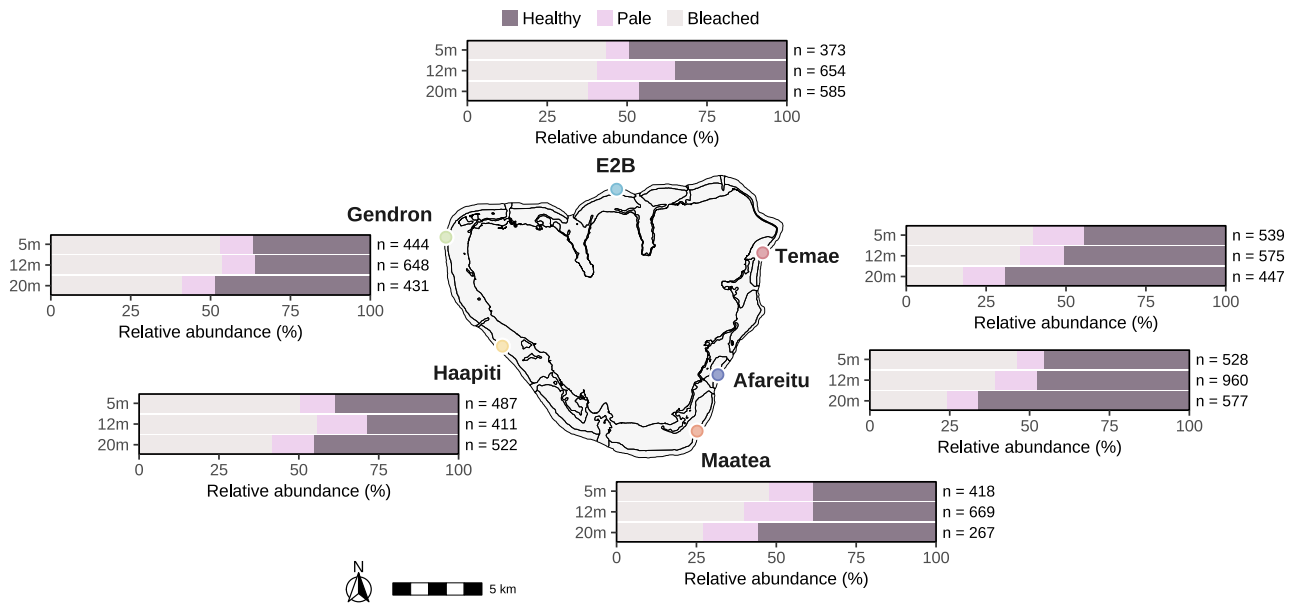 Healthy Pale Bleached
5m n = 373
12m n = 654
20m n = 585
0 25 50 75 100
Relative abundance (%)
E2B
Gendron
5m n = 444
12m n = 648
20m n = 431
0 25 50 75 100
Relative abundance (%)
Temae
5m n = 539
12m n = 575
20m n = 447
0 25 50 75 100
Relative abundance (%)
Haapiti
5m n = 487
12m n = 411
20m n = 522
0 25 50 75 100
Relative abundance (%)
Afareitu
5m n = 528
12m n = 960
20m n = 577
0 25 50 75 100
Relative abundance (%)
Maatea
5m n = 418
12m n = 669
20m n = 267
0 25 50 75 100
Relative abundance (%)
N
5 km